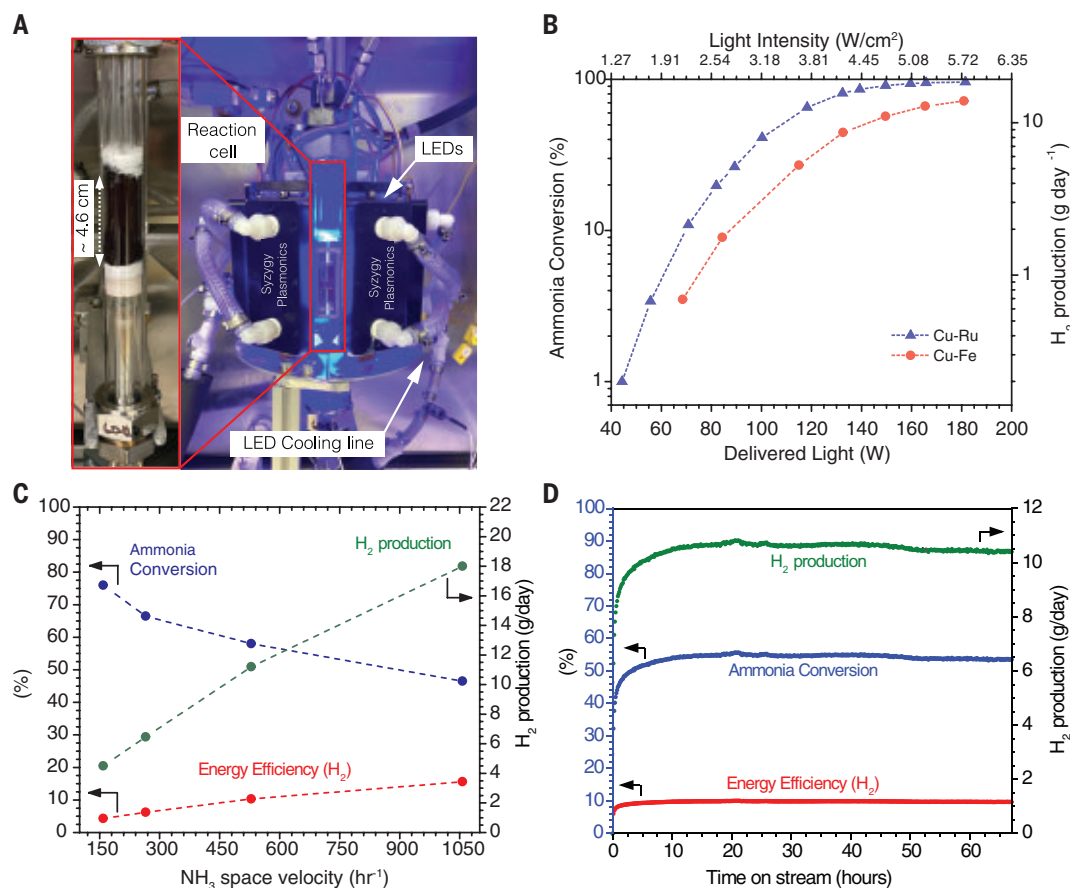 A
Reaction
cell
LEDs
~ 4.6 cm
Syzygy
Plasmonics
Syzygy
Plasmonics
LED Cooling line
B
Light Intensity (W/cm²)
1.27 1.91 2.54 3.18 3.81 4.45 5.08 5.72 6.35
100
10
1
Ammonia Conversion (%)
10
1
H₂ production (g day ⁻¹)
Cu-Ru
Cu-Fe
40 60 80 100 120 140 160 180 200
Delivered Light (W)
C
100
90
80
70
60
50
40
30
20
10
0
(%)
22
20
18
16
14
12
10
8
6
4
2
0
H₂ production (g/day)
Ammonia
Conversion
H₂ production
Energy Efficiency (H₂)
150 300 450 600 750 900 1050
NH₃ space velocity (hr⁻¹)
D
100
90
80
70
60
50
40
30
20
10
0
(%)
12
10
8
6
4
2
0
H₂ production (g/day)
H₂ production
Ammonia Conversion
Energy Efficiency (H₂)
0 10 20 30 40 50 60
Time on stream (hours)